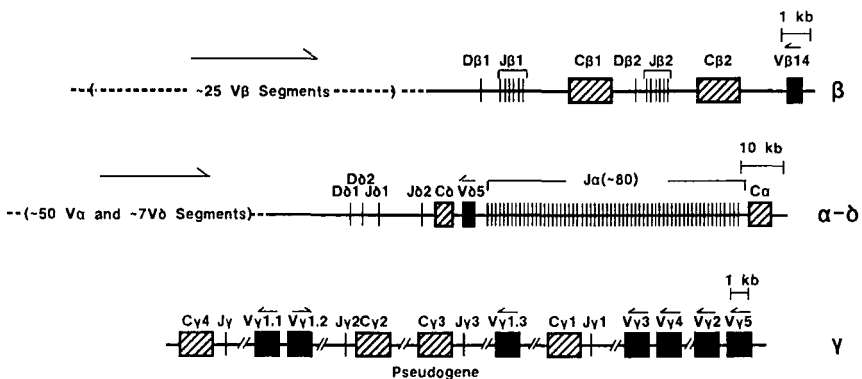 1 kb
Dβ1 Jβ1 Cβ1 Dβ2 Jβ2 Cβ2 Vβ14
~25 Vβ Segments β
10 kb
Dδ2 Jα(~80)
Dδ1 Jδ1 Jδ2 Cδ Vδ5 Cα
(~50 Vα and ~7Vδ Segments) α-δ
1 kb
Cγ4 Jγ Vγ1.1 Vγ1.2 Jγ2 Cγ2 Cγ3 Jγ3 Vγ1.3 Cγ1 Jγ1 Vγ3 Vγ4 Vγ2 Vγ5
γ
Pseudogene